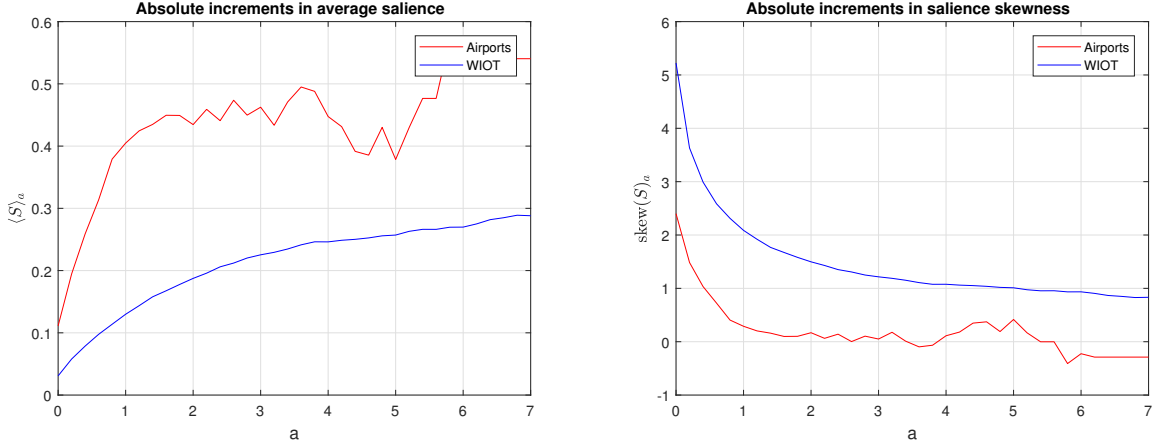 Absolute increments in average salience
0.6
0.5
0.4
0.3
0.2
0.1
0
⟨S⟩a
0 1 2 3 4 5 6 7
a
Airports
WIOT
Absolute increments in salience skewness
6
5
4
3
2
1
0
-1
skew(S)a
0 1 2 3 4 5 6 7
a
Airports
WIOT